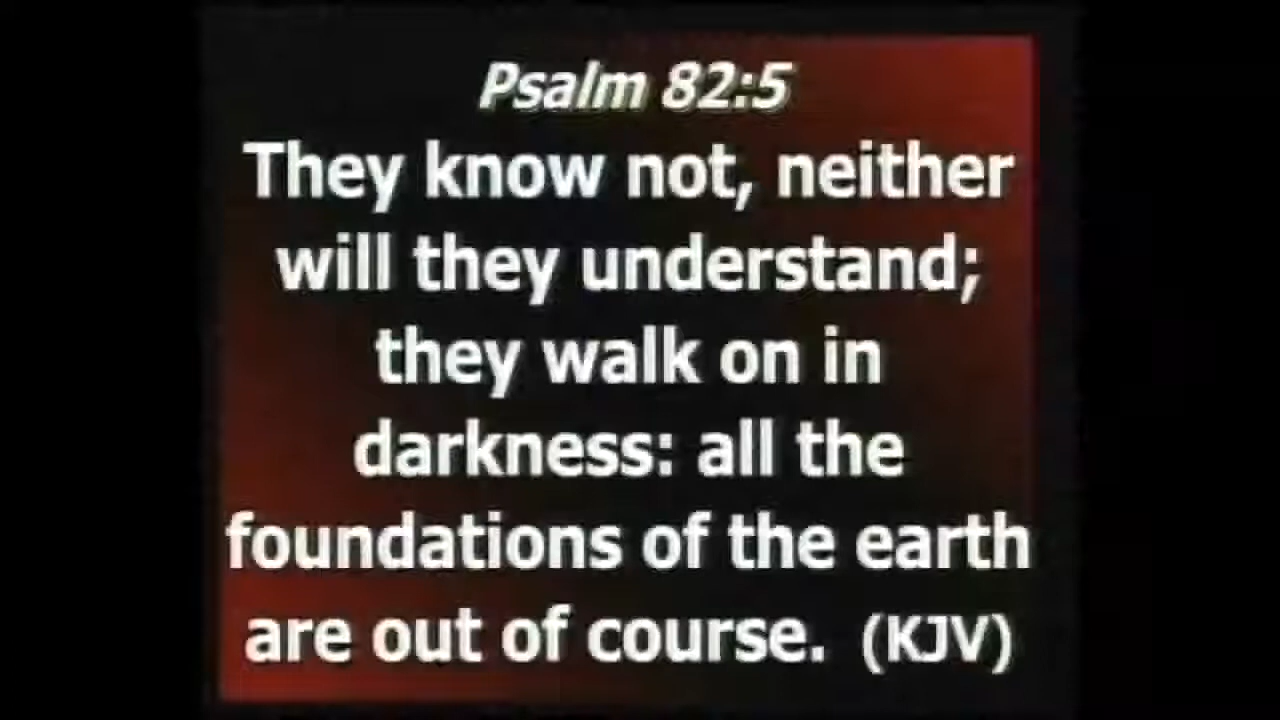 Psalm 82:5
They know not, neither
will they understand;
they walk on in
darkness: all the
foundations of the earth
are out of course. (KJV)